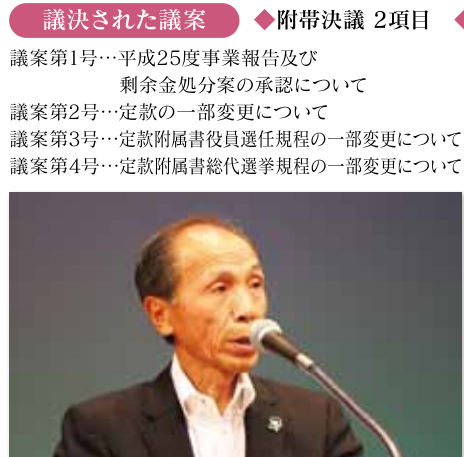 議決された議案
◆附帯決議 2項目
議案第1号…平成25度事業報告及び
剰余金処分案の承認について
議案第2号…定款の一部変更について
議案第3号…定款附属書役員選任規程の一部変更について
議案第4号…定款附属書総代選挙規程の一部変更について